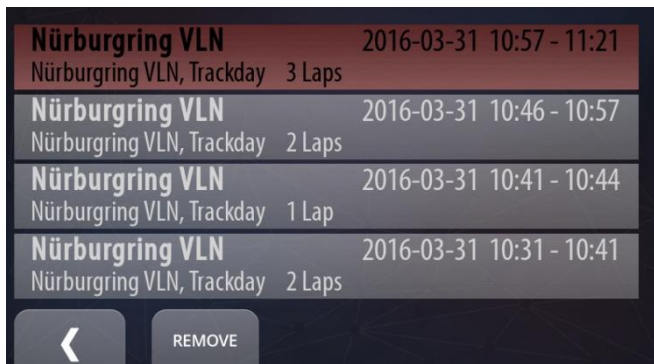 Nürburgring VLN 2016-03-31 10:57 - 11:21
Nürburgring VLN, Trackday 3 Laps
Nürburgring VLN 2016-03-31 10:46 - 10:57
Nürburgring VLN, Trackday 2 Laps
Nürburgring VLN 2016-03-31 10:41 - 10:44
Nürburgring VLN, Trackday 1 Lap
Nürburgring VLN 2016-03-31 10:31 - 10:41
Nürburgring VLN, Trackday 2 Laps
REMOVE